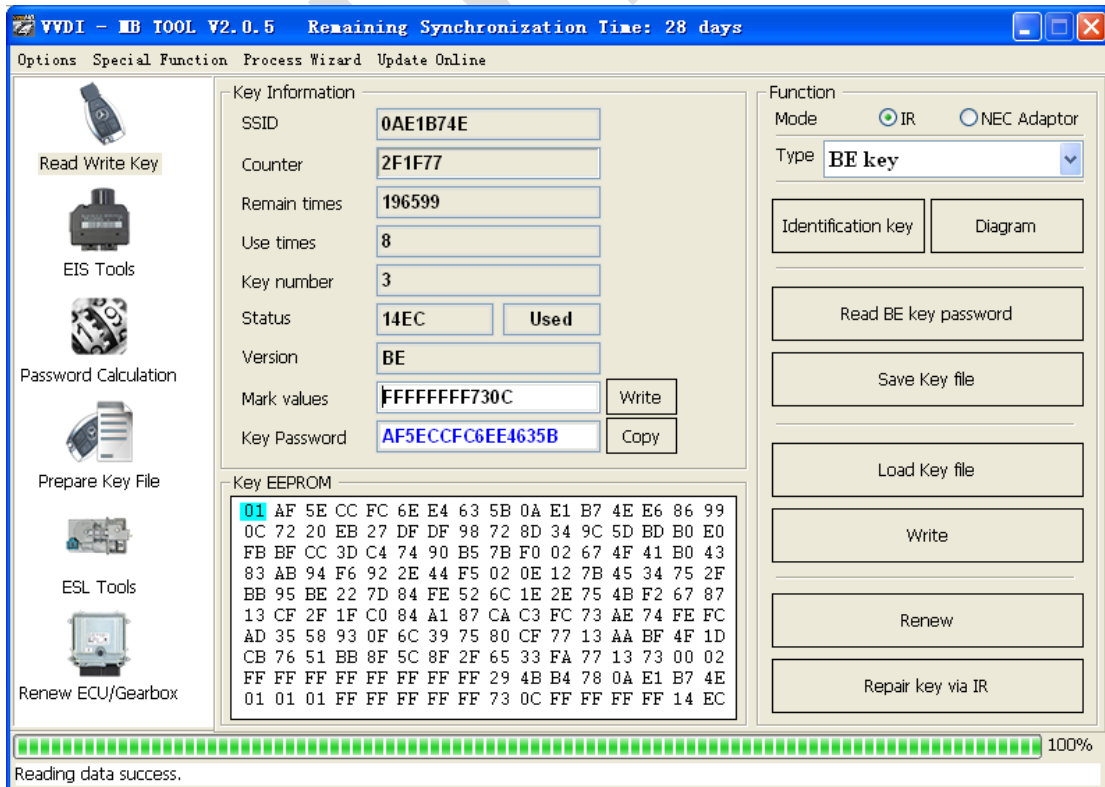 VVDI - MB TOOL V2.0.5 Remaining Synchronization Time: 28 days
Options Special Function Process Wizard Update Online
Read Write Key
EIS Tools
Password Calculation
Prepare Key File
ESL Tools
Renew ECU/Gearbox
Key Information
SSID 0AE1B74E
Counter 2F1F77
Remain times 196599
Use times 8
Key number 3
Status 14EC Used
Version BE
Mark values FFFFFFFF730C Write
Key Password AF5ECCFC6EE4635B Copy
Key EEPROM
01 AF 5E CC FC 6E E4 63 5B 0A E1 B7 4E E6 86 99
0C 72 20 EB 27 DF DF 98 72 8D 34 9C 5D BD B0 E0
FB BF CC 3D C4 74 90 B5 7B F0 02 67 4F 41 B0 43
83 AB 94 F6 92 2E 44 F5 02 0E 12 7B 45 34 75 2F
BB 95 BE 22 7D 84 FE 52 6C 1E 2E 75 4B F2 67 87
13 CF 2F 1F C0 84 A1 87 CA C3 FC 73 AE 74 FE FC
AD 35 58 93 0F 6C 39 75 80 CF 77 13 AA BF 4F 1D
CB 76 51 BB 8F 5C 8F 2F 65 33 FA 77 13 73 00 02
FF FF FF FF FF FF FF FF 29 4B B4 78 0A E1 B7 4E
01 01 01 FF FF FF FF FF 73 0C FF FF FF FF 14 EC
Function
Mode IR NEC Adaptor
Type BE key
Identification key Diagram
Read BE key password
Save Key file
Load Key file
Write
Renew
Repair key via IR
100%
Reading data success.